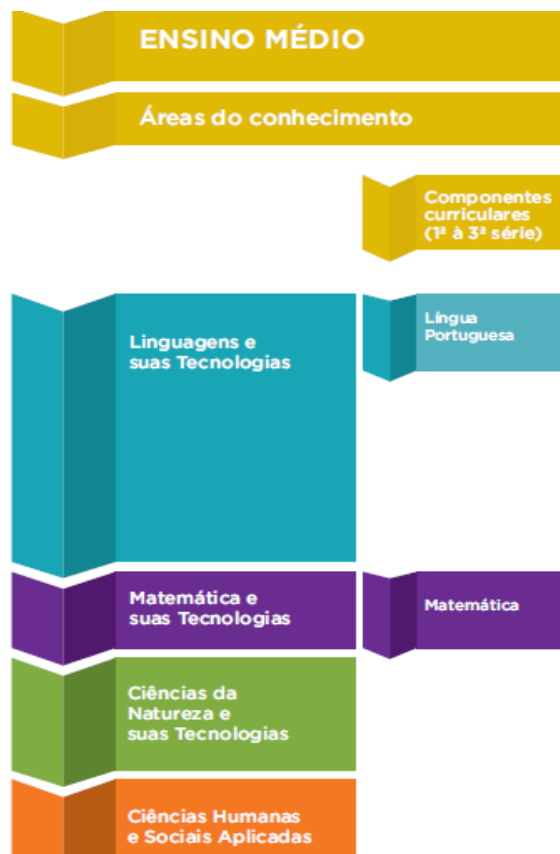 ENSINO MÉDIO
Áreas do conhecimento
Componentes
curriculares
(1ª à 3ª série)
Linguagens e
suas Tecnologias
Língua
Portuguesa
Matemática e
suas Tecnologias
Matemática
Ciências da
Natureza e
suas Tecnologias
Ciências Humanas
e Sociais Aplicadas